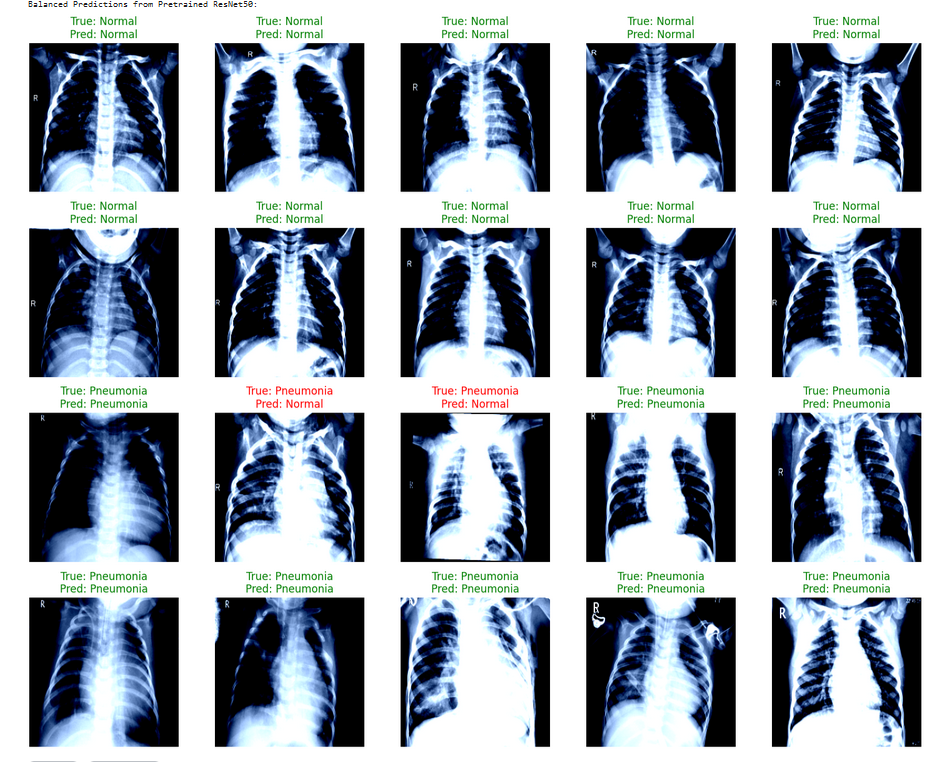 Balanced Predictions from Pretrained ResNet50:
True: Normal True: Normal True: Normal True: Normal True: Normal
Pred: Normal Pred: Normal Pred: Normal Pred: Normal Pred: Normal
R R R R R
True: Normal True: Normal True: Normal True: Normal True: Normal
Pred: Normal Pred: Normal Pred: Normal Pred: Normal Pred: Normal
R R R R R
True: Pneumonia True: Pneumonia True: Pneumonia True: Pneumonia True: Pneumonia
Pred: Pneumonia Pred: Normal Pred: Normal Pred: Pneumonia Pred: Pneumonia
R R R R R
True: Pneumonia True: Pneumonia True: Pneumonia True: Pneumonia True: Pneumonia
Pred: Pneumonia Pred: Pneumonia Pred: Pneumonia Pred: Pneumonia Pred: Pneumonia
R R R R